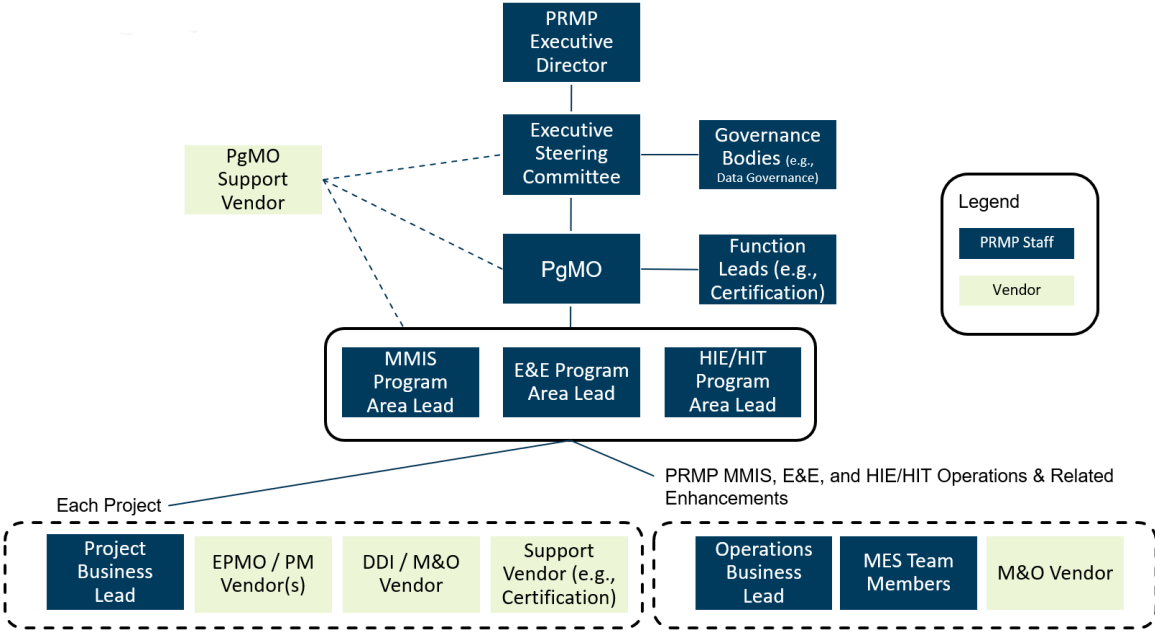 PRMP
Executive
Director
Executive
Steering
Committee
Governance
Bodies (e.g.,
Data Governance)
PgMO
Support
Vendor
Legend
PRMP Staff
Vendor
PgMO
Function
Leads (e.g.,
Certification)
MMIS
Program
Area Lead
E&E Program
Area Lead
HIE/HIT
Program
Area Lead
Each Project
PRMP MMIS, E&E, and HIE/HIT Operations & Related
Enhancements
Project
Business
Lead
EPMO / PM
Vendor(s)
DDI / M&O
Vendor
Support
Vendor (e.g.,
Certification)
Operations
Business
Lead
MES Team
Members
M&O Vendor